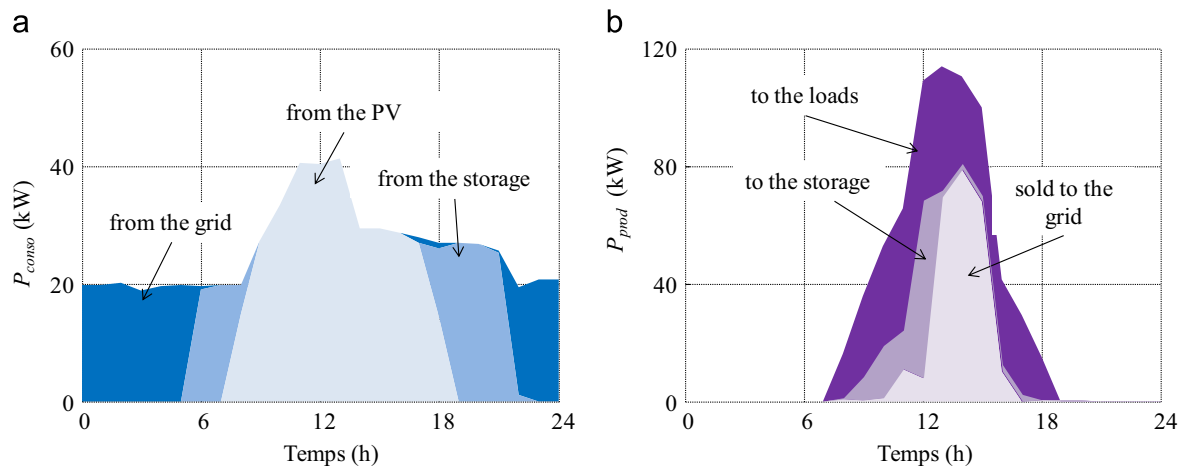 a
60
40
20
0
P_conso (kW)
from the PV
from the storage
from the grid
0
6
12
18
24
Temps (h)
b
120
80
40
0
P_prod (kW)
to the loads
to the storage
sold to the
grid
0
6
12
18
24
Temps (h)